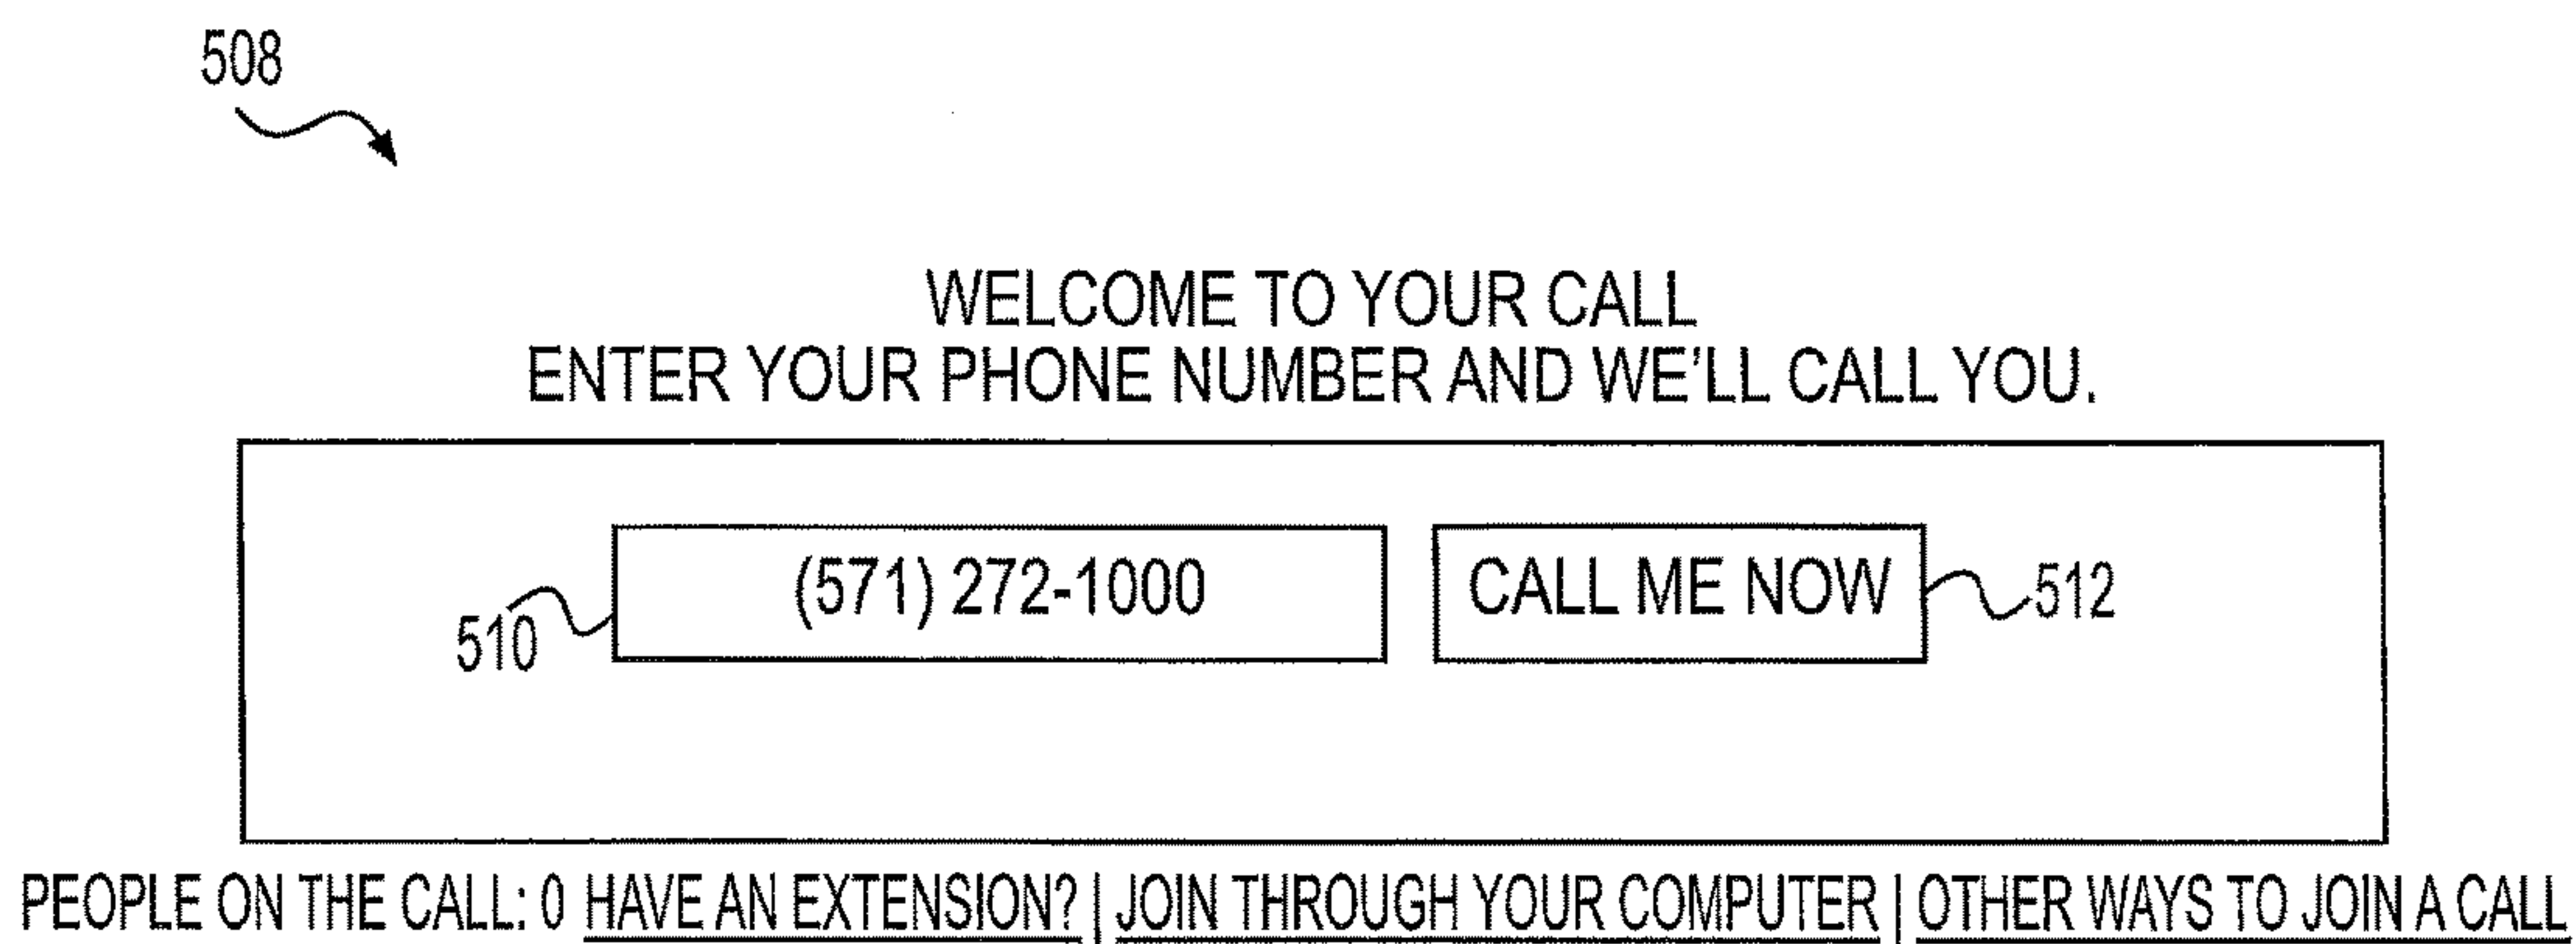 508
WELCOME TO YOUR CALL
ENTER YOUR PHONE NUMBER AND WE'LL CALL YOU.
510 (571) 272-1000 CALL ME NOW 512
PEOPLE ON THE CALL: 0 HAVE AN EXTENSION? | JOIN THROUGH YOUR COMPUTER | OTHER WAYS TO JOIN A CALL